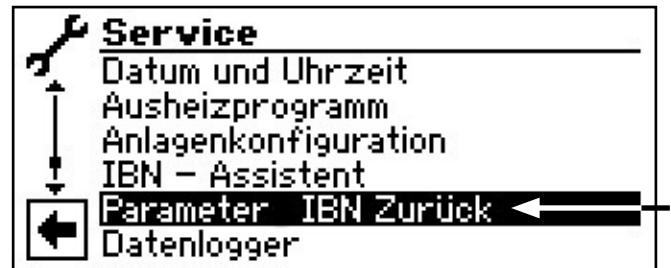 Service
Datum und Uhrzeit
Ausheizprogramm
Anlagenkonfiguration
IBN - Assistent
Parameter IBN Zurück
Datenlogger